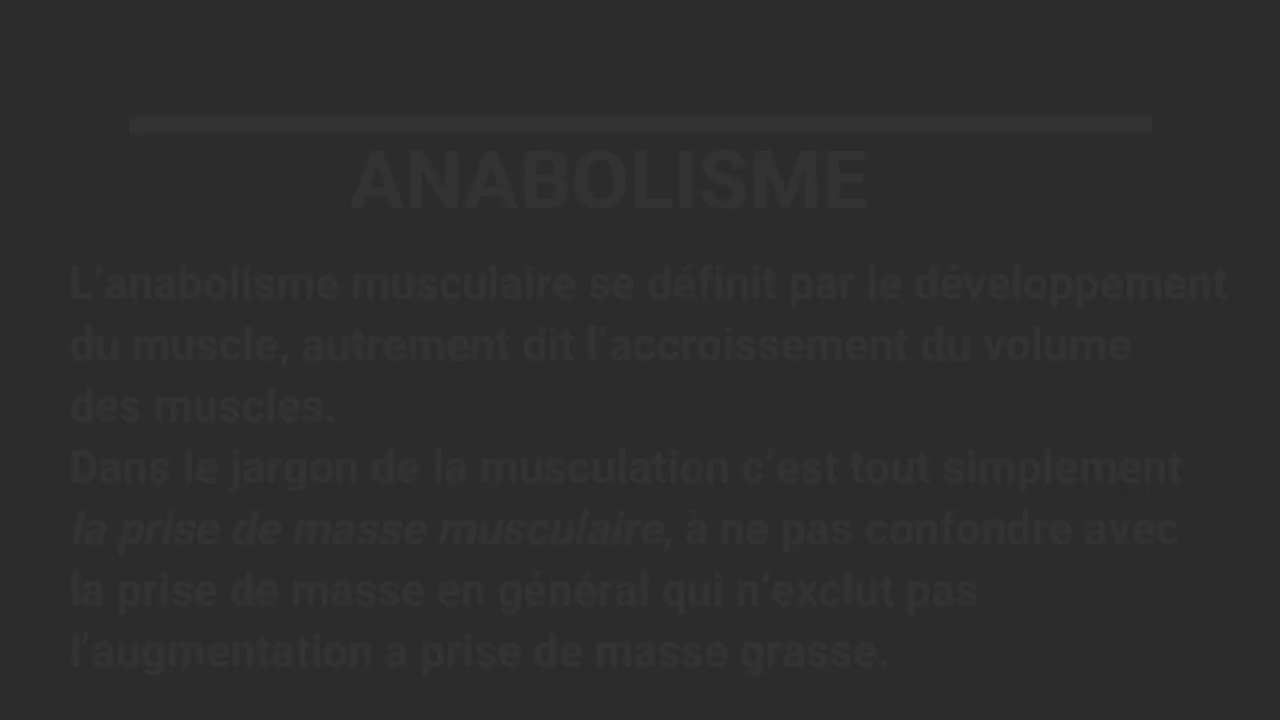 ANABOLISME
L'anabolisme musculaire se définit par le développement
du muscle, autrement dit l'accroissement du volume
des muscles.
Dans le jargon de la musculation c'est tout simplement
la prise de masse musculaire, à ne pas confondre avec
la prise de masse en général qui n'exclut pas
l'augmentation a prise de masse grasse.